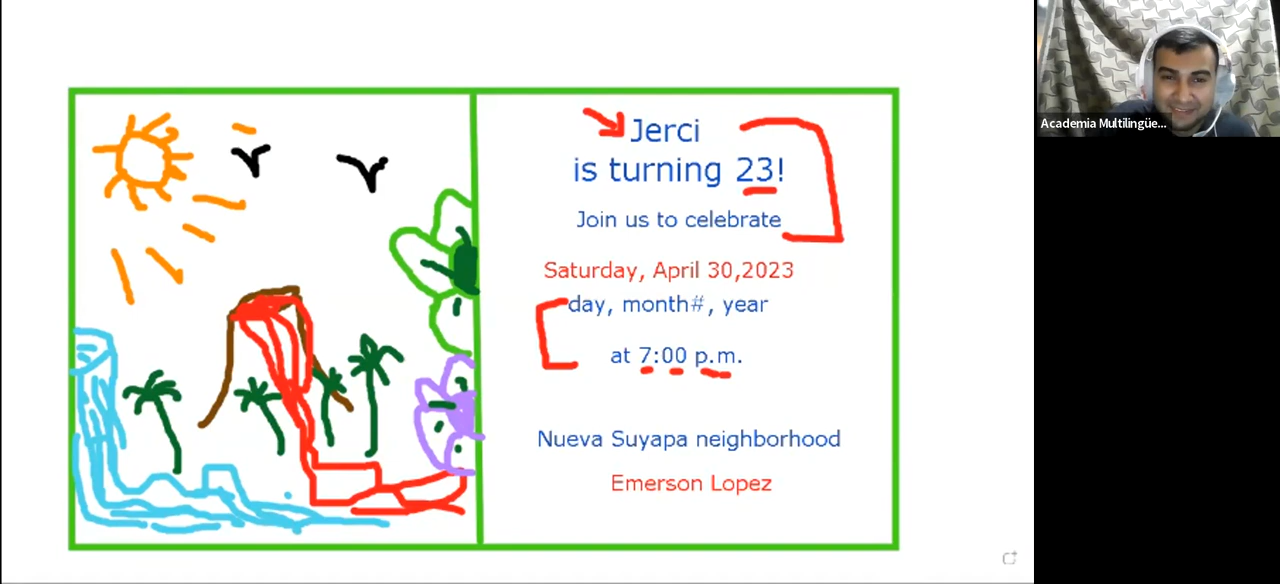 Jerci
is turning 23!
Join us to celebrate
Saturday, April 30,2023
day, month#, year
at 7:00 p.m.
Nueva Suyapa neighborhood
Emerson Lopez
Academia Multilingüe...